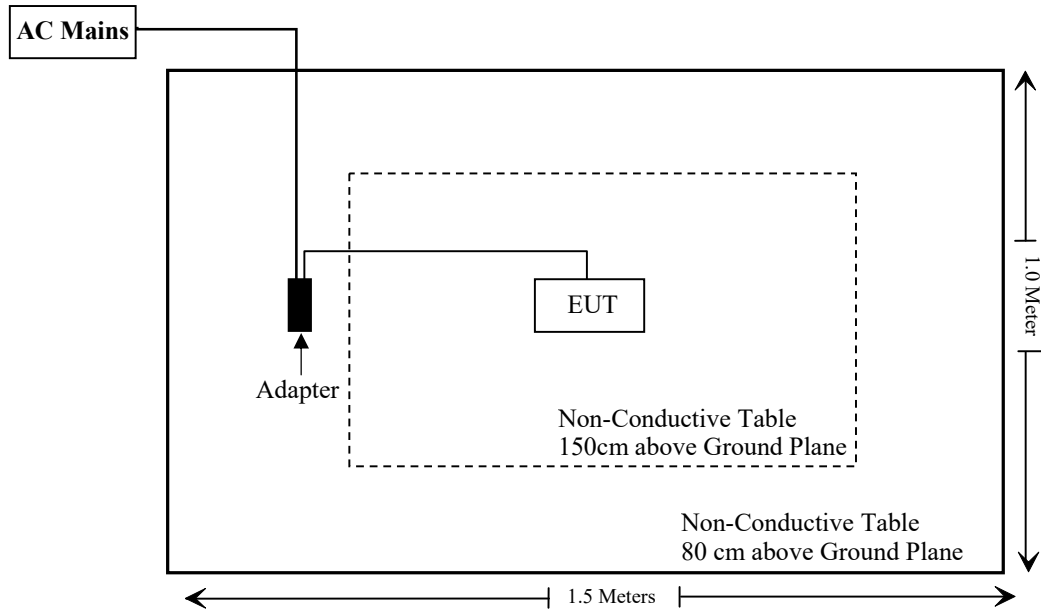 AC Mains
EUT
Adapter
Non-Conductive Table
150cm above Ground Plane
Non-Conductive Table
80 cm above Ground Plane
1.0 Meter
1.5 Meters